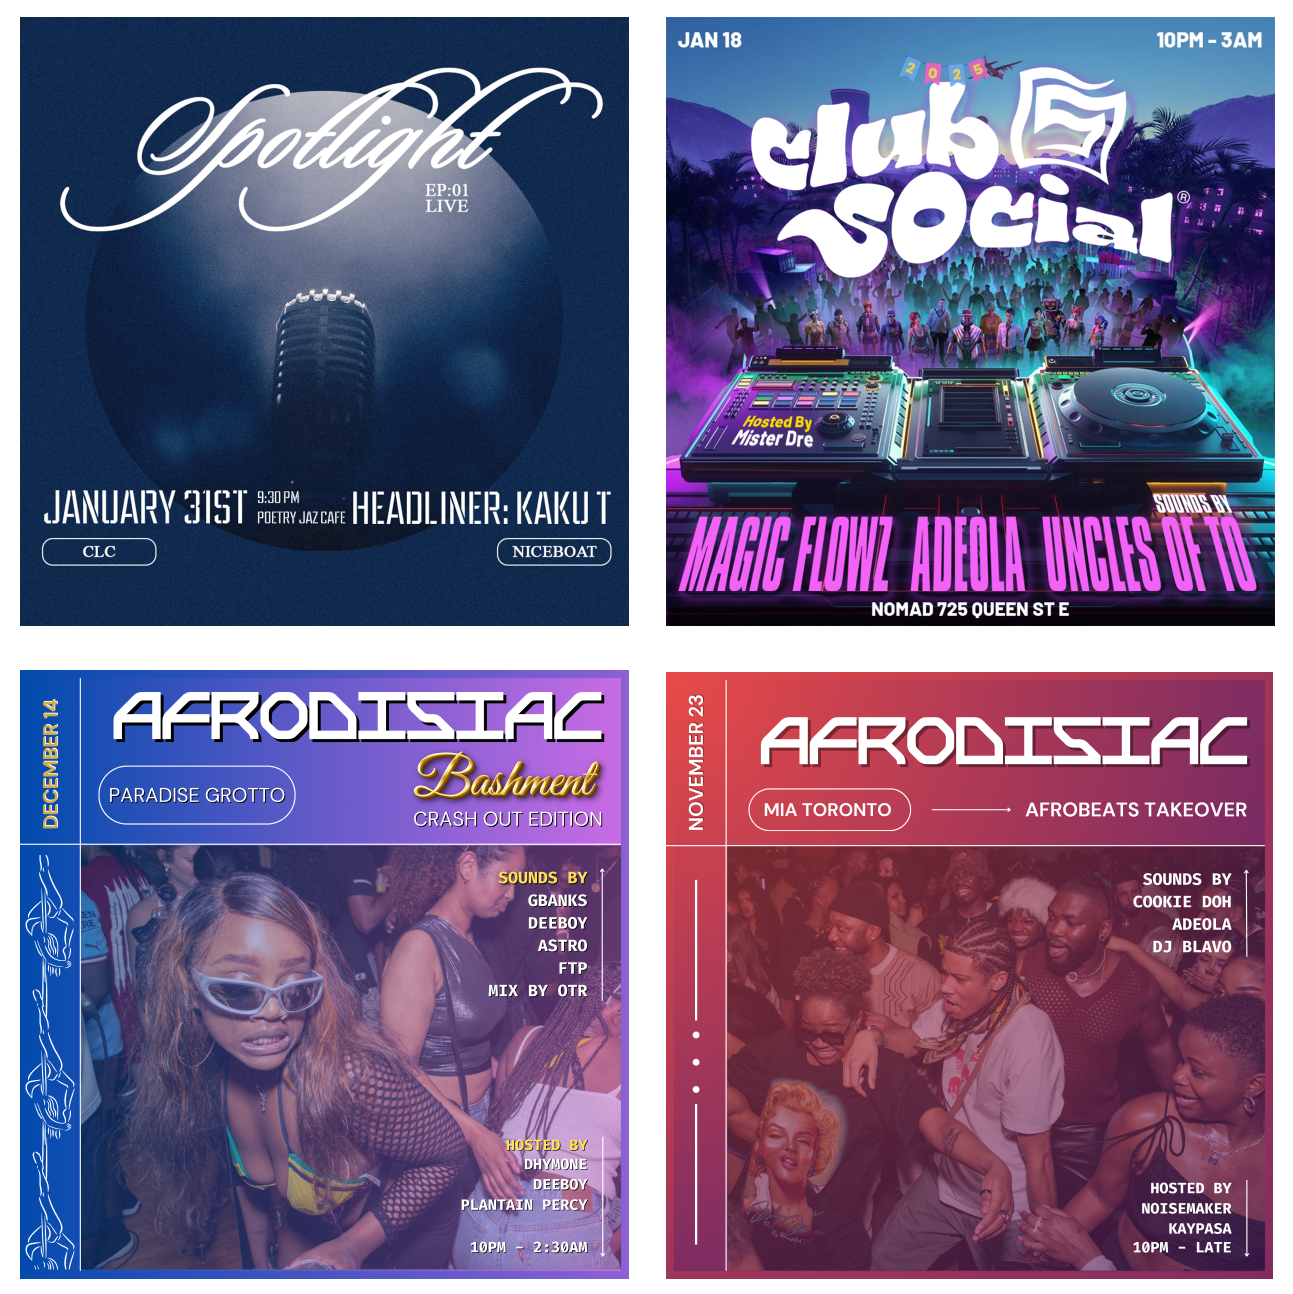 Spotlight
EP:01
LIVE
JANUARY 31ST
9:30 PM
POETRY JAZ CAFE
HEADLINER: KAKU T
CLC
NICEBOAT
JAN 18
10PM - 3AM
2025
club
social®
Hosted By
Mister Dre
SOUNDS BY
MAGIC FLOWZ ADEOLA UNCLES OF TO
NOMAD 725 QUEEN ST E
DECEMBER 14
AFRODISIAC
Bashment
PARADISE GROTTO
CRASH OUT EDITION
SOUNDS BY
GBANKS
DEEBOY
ASTRO
FTP
MIX BY OTR
HOSTED BY
DHYMONE
DEEBOY
PLANTAIN PERCY
10PM - 2:30AM
NOVEMBER 23
AFRODISIAC
MIA TORONTO
AFROBEATS TAKEOVER
SOUNDS BY
COOKIE DOH
ADEOLA
DJ BLAVO
HOSTED BY
NOISEMAKER
KAYPASA
10PM - LATE